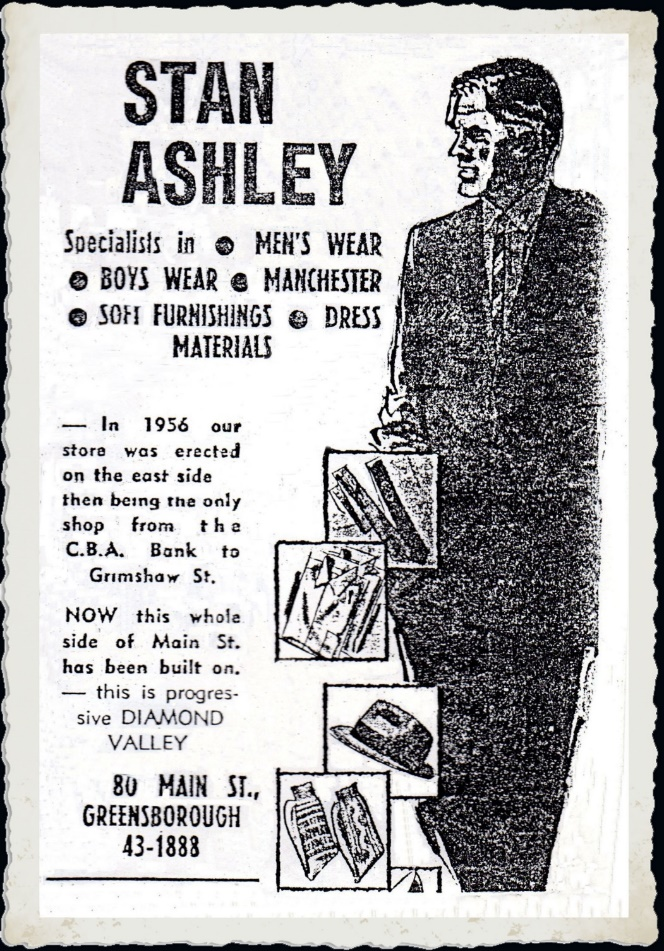 STAN
ASHLEY
Specialists in ● MEN'S WEAR
● BOYS WEAR ● MANCHESTER
● SOFT FURNISHINGS ● DRESS
MATERIALS
— In 1956 our
store was erected
on the east side
then being the only
shop from the
C.B.A. Bank to
Grimshaw St.
NOW this whole
side of Main St.
has been built on.
— this is progres-
sive DIAMOND
VALLEY
80 MAIN ST.,
GREENSBOROUGH
43-1888